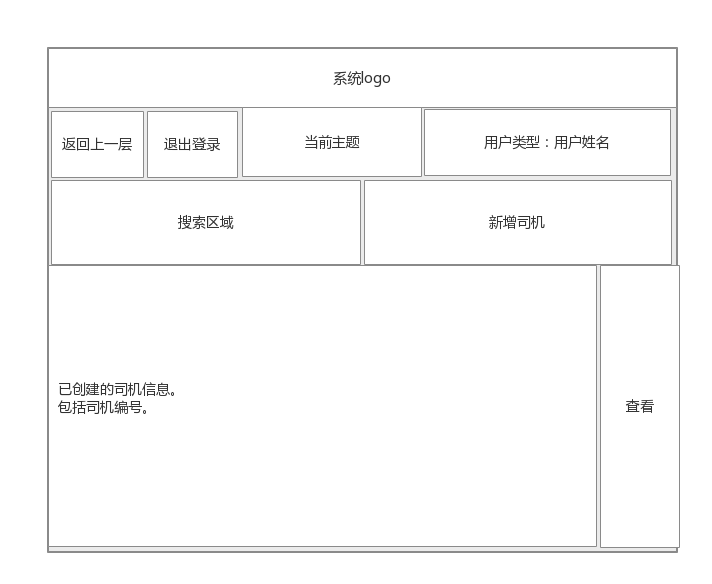 系统logo
返回上一层
退出登录
当前主题
用户类型：用户姓名
搜索区域
新增司机
已创建的司机信息。
包括司机编号。
查看